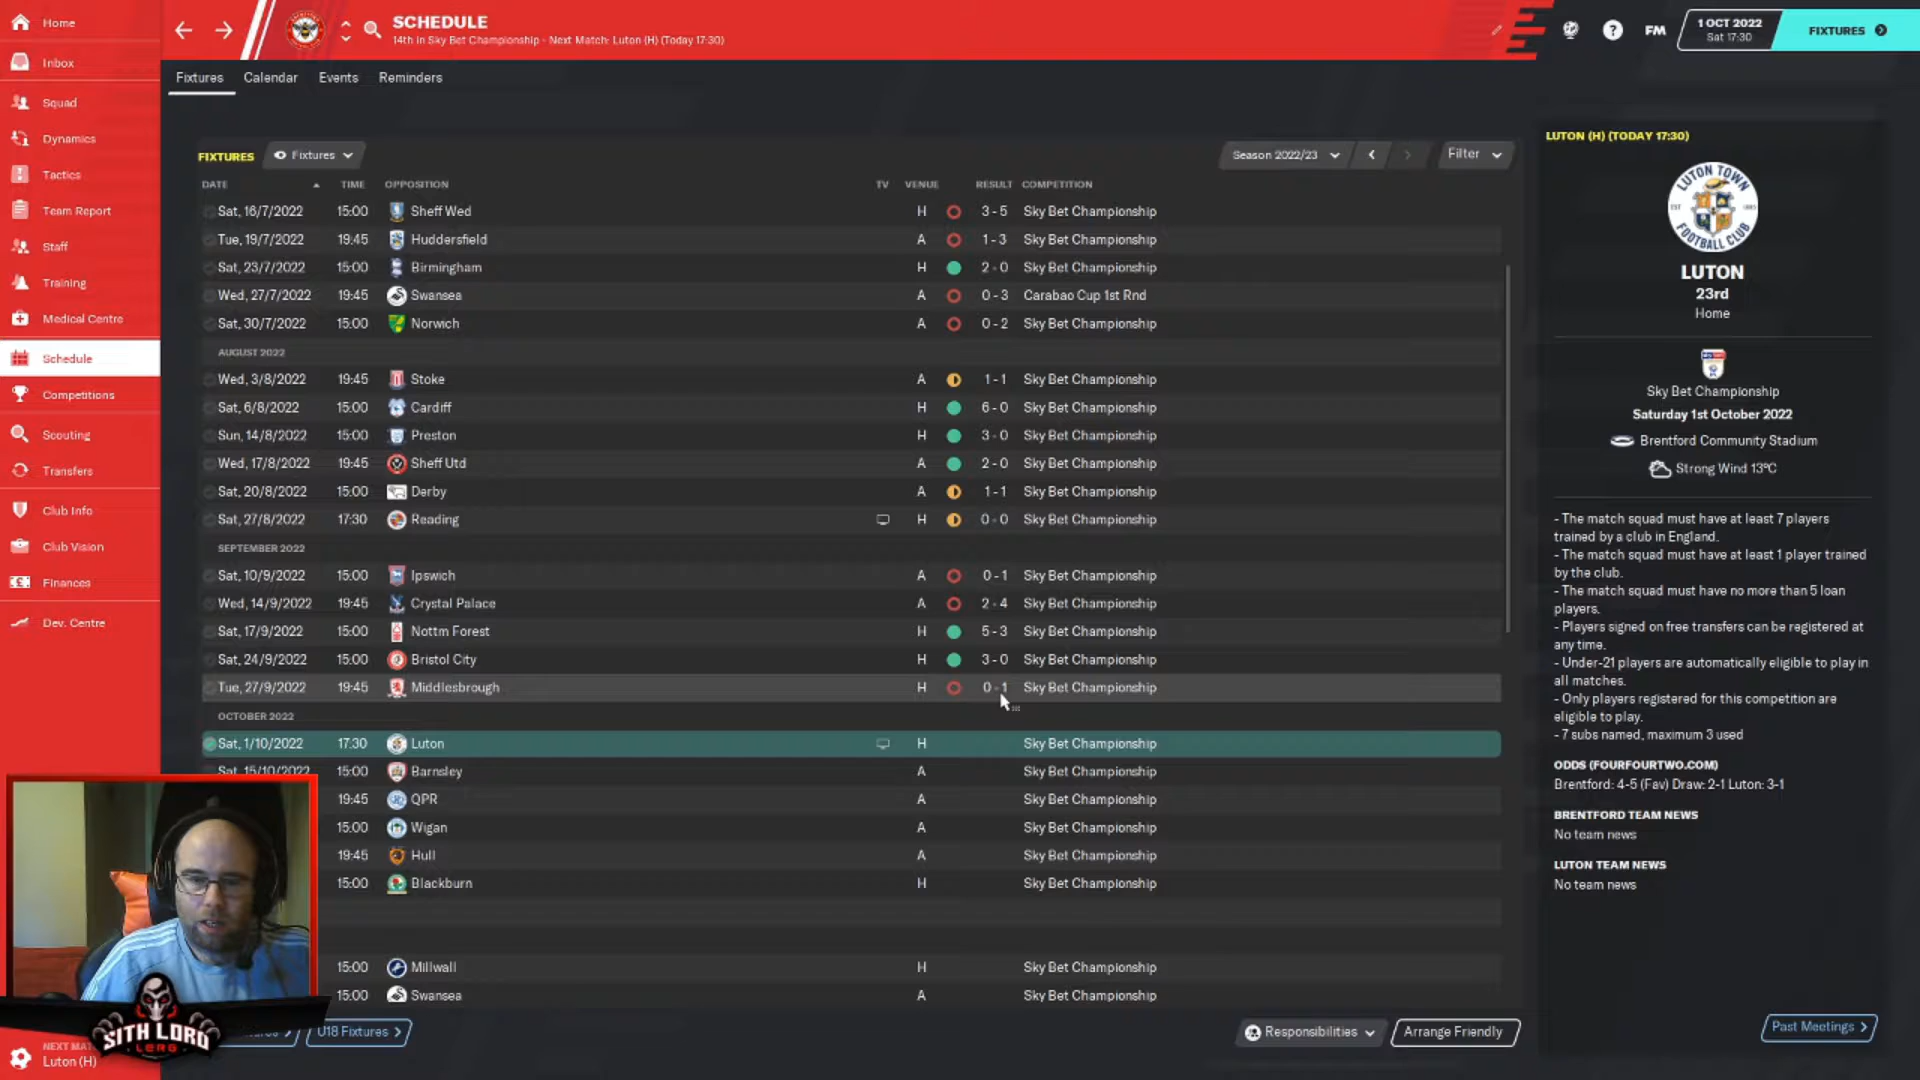 Home
Inbox
Squad
Dynamics
Tactics
Team Report
Staff
Training
Medical Centre
Schedule
Competitions
Scouting
Transfers
Club Info
Club Vision
Finances
Dev. Centre
SCHEDULE
14th in Sky Bet Championship - Next Match: Luton (H) (Today 17:30)
FM
1 OCT 2022
Sat 17:30
FIXTURES
Fixtures Calendar Events Reminders
FIXTURES Fixtures Season 2022/23 Filter
DATE TIME OPPOSITION TV VENUE RESULT COMPETITION
Sat, 16/7/2022 15:00 Sheff Wed H 3 - 5 Sky Bet Championship
Tue, 19/7/2022 19:45 Huddersfield A 1 - 3 Sky Bet Championship
Sat, 23/7/2022 15:00 Birmingham H 2 - 0 Sky Bet Championship
Wed, 27/7/2022 19:45 Swansea A 0 - 3 Carabao Cup 1st Rnd
Sat, 30/7/2022 15:00 Norwich A 0 - 2 Sky Bet Championship
AUGUST 2022
Wed, 3/8/2022 19:45 Stoke A 1 - 1 Sky Bet Championship
Sat, 6/8/2022 15:00 Cardiff H 6 - 0 Sky Bet Championship
Sun, 14/8/2022 15:00 Preston H 3 - 0 Sky Bet Championship
Wed, 17/8/2022 19:45 Sheff Utd A 2 - 0 Sky Bet Championship
Sat, 20/8/2022 15:00 Derby A 1 - 1 Sky Bet Championship
Sat, 27/8/2022 17:30 Reading H 0 - 0 Sky Bet Championship
SEPTEMBER 2022
Sat, 10/9/2022 15:00 Ipswich A 0 - 1 Sky Bet Championship
Wed, 14/9/2022 19:45 Crystal Palace A 2 - 4 Sky Bet Championship
Sat, 17/9/2022 15:00 Nottm Forest H 5 - 3 Sky Bet Championship
Sat, 24/9/2022 15:00 Bristol City H 3 - 0 Sky Bet Championship
Tue, 27/9/2022 19:45 Middlesbrough H 0 - 1 Sky Bet Championship
OCTOBER 2022
Sat, 1/10/2022 17:30 Luton H Sky Bet Championship
Sat, 15/10/2022 15:00 Barnsley A Sky Bet Championship
19:45 QPR A Sky Bet Championship
15:00 Wigan A Sky Bet Championship
19:45 Hull A Sky Bet Championship
15:00 Blackburn H Sky Bet Championship
15:00 Millwall H Sky Bet Championship
15:00 Swansea A Sky Bet Championship
U18 Fixtures
Responsibilities
Arrange Friendly
LUTON (H) (TODAY 17:30)
LUTON TOWN
FOOTBALL CLUB
LUTON
23rd
Home
Sky Bet Championship
Saturday 1st October 2022
Brentford Community Stadium
Strong Wind 13ºC
- The match squad must have at least 7 players
trained by a club in England.
- The match squad must have at least 1 player trained
by the club.
- The match squad must have no more than 5 loan
players.
- Players signed on free transfers can be registered at
any time.
- Under-21 players are automatically eligible to play in
all matches.
- Only players registered for this competition are
eligible to play.
- 7 subs named, maximum 3 used
ODDS (FOURFOURTWO.COM)
Brentford: 4-5 (Fav) Draw: 2-1 Luton: 3-1
BRENTFORD TEAM NEWS
No team news
LUTON TEAM NEWS
No team news
Past Meetings
SITH LORD
LERG
NEXT MAT
Luton (H)